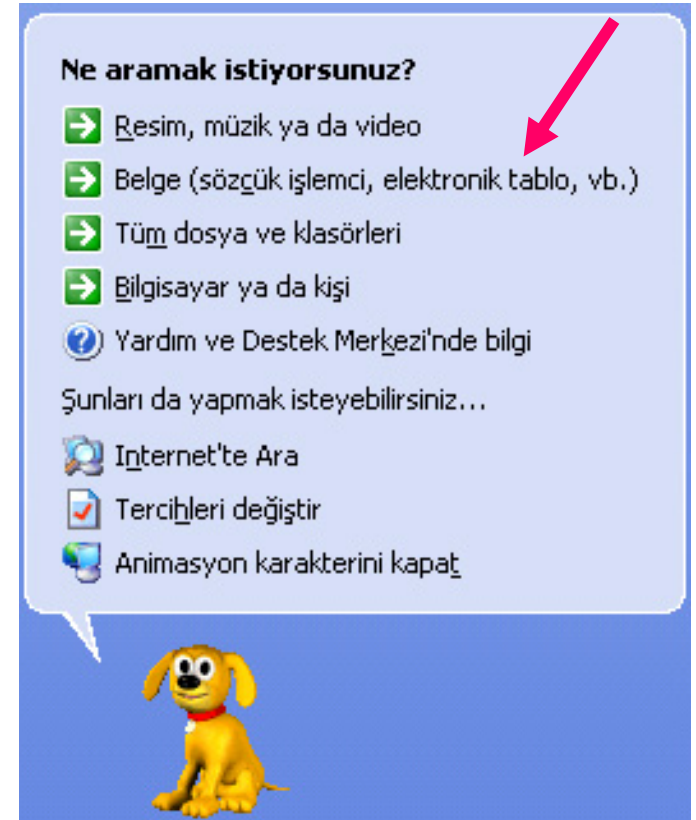 Ne aramak istiyorsunuz?
Resim, müzik ya da video
Belge (sözcük işlemci, elektronik tablo, vb.)
Tüm dosya ve klasörleri
Bilgisayar ya da kişi
Yardım ve Destek Merkezi'nde bilgi
Şunları da yapmak isteyebilirsiniz...
Internet'te Ara
Tercihleri değiştir
Animasyon karakterini kapat